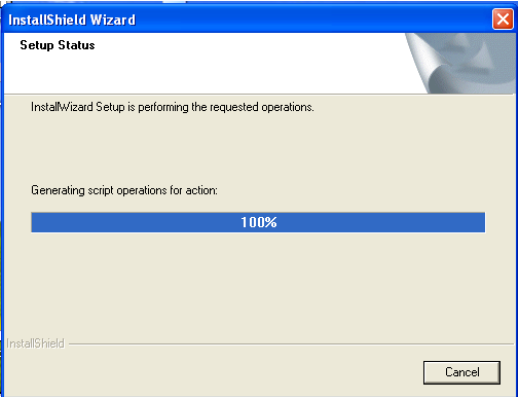 InstallShield Wizard
Setup Status
InstallWizard Setup is performing the requested operations.
Generating script operations for action:
100%
InstallShield
Cancel